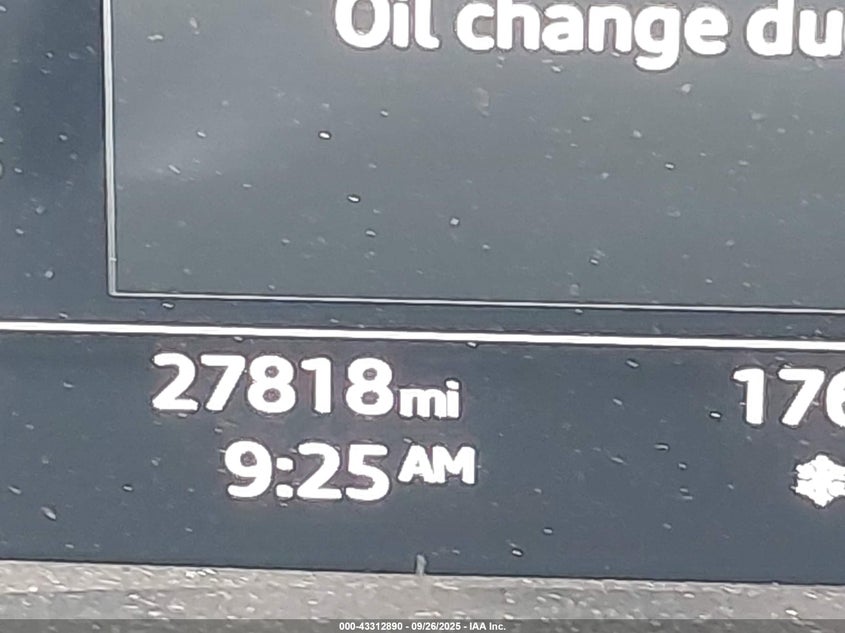 Oil change du
27818mi
176
9:25 AM
000-43312890 - 09/26/2025 - IAA Inc.